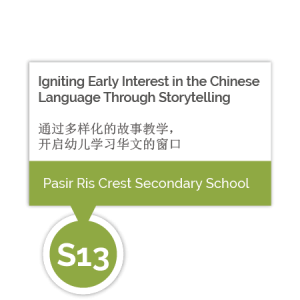 Igniting Early Interest in the Chinese
Language Through Storytelling
通过多样化的故事教学，
开启幼儿学习华文的窗口
Pasir Ris Crest Secondary School
S13